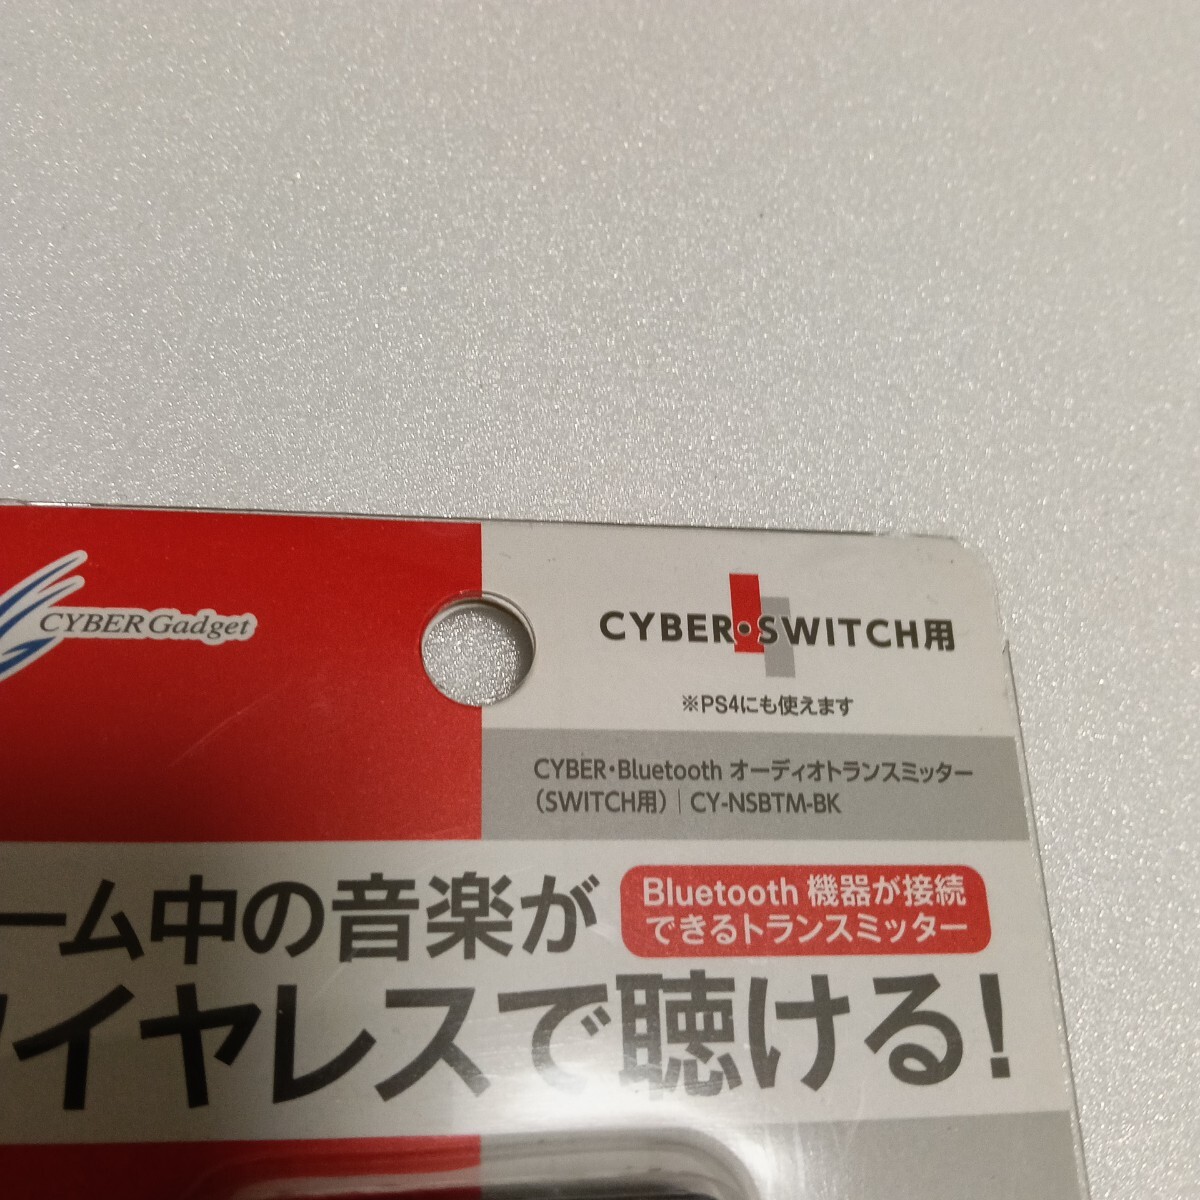 CYBER Gadget
CYBER・SWITCH用
※PS4にも使えます
CYBER・Bluetooth オーディオトランスミッター
（SWITCH用）｜CY-NSBTM-BK
ーム中の音楽が
Bluetooth 機器が接続
できるトランスミッター
ワイヤレスで聴ける!